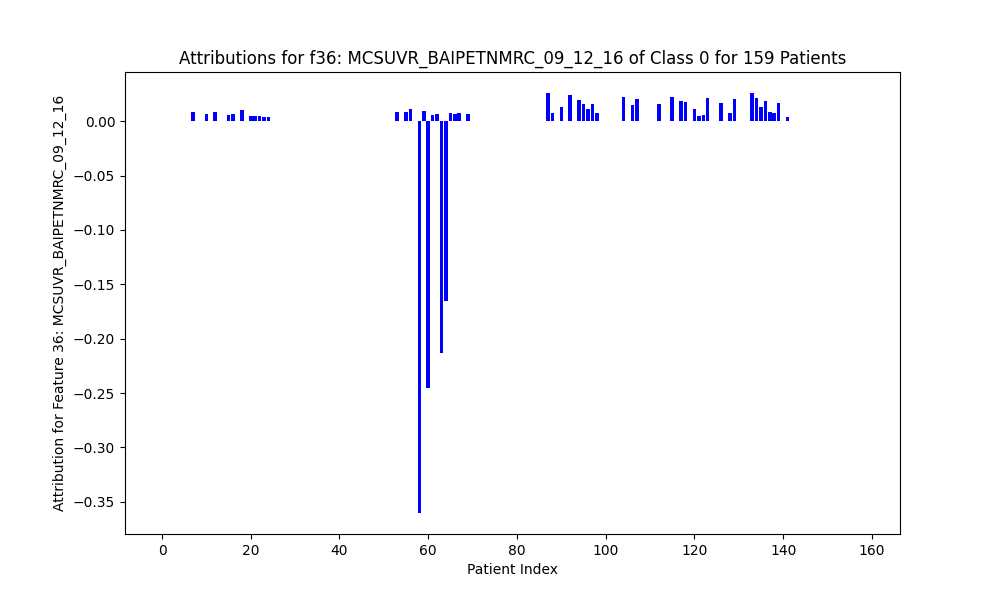 Attributions for f36: MCSUVR_BAIPETNMRC_09_12_16 of Class 0 for 159 Patients
Attribution for Feature 36: MCSUVR_BAIPETNMRC_09_12_16
0.00
−0.05
−0.10
−0.15
−0.20
−0.25
−0.30
−0.35
0 20 40 60 80 100 120 140 160
Patient Index